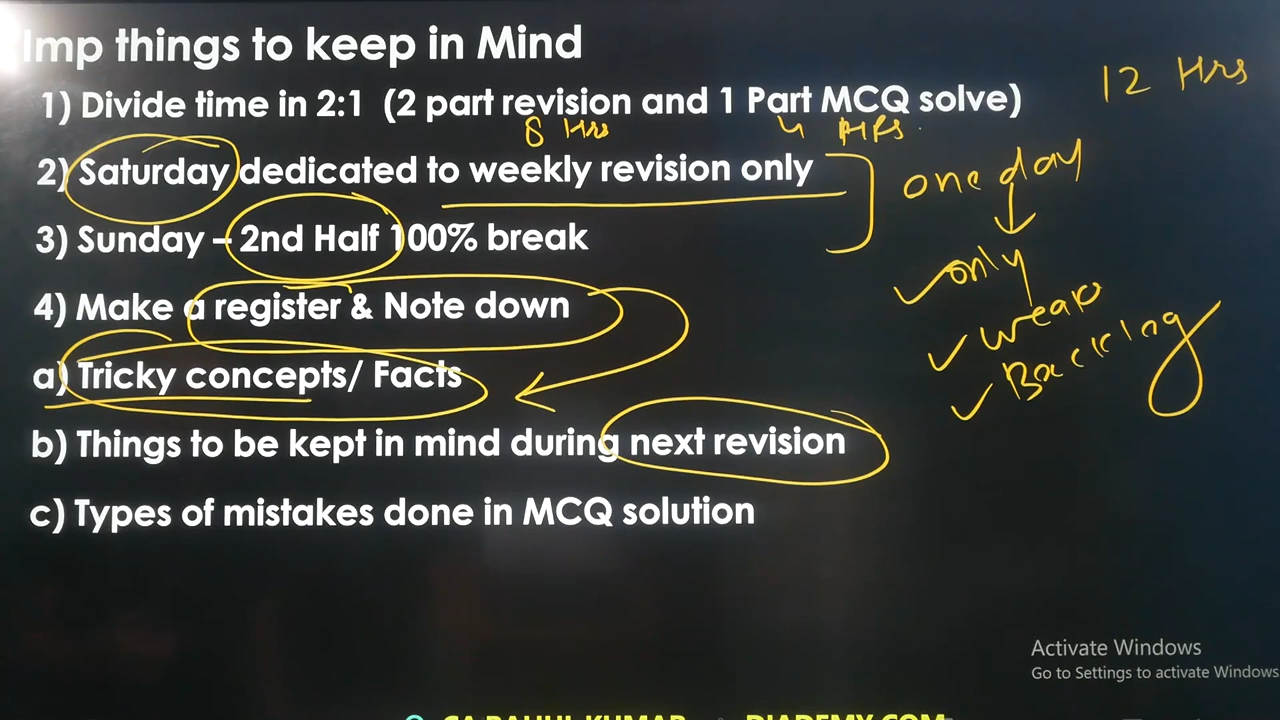 Imp things to keep in Mind
12 Hrs
1) Divide time in 2:1 (2 part revision and 1 Part MCQ solve)
8 Hrs 4 HRS.
2) Saturday dedicated to weekly revision only
one day
3) Sunday – 2nd Half 100% break
only
4) Make a register & Note down
weak
a) Tricky concepts/ Facts
Backlog
b) Things to be kept in mind during next revision
c) Types of mistakes done in MCQ solution
Activate Windows
Go to Settings to activate Windows
CA RAHUL KUMAR